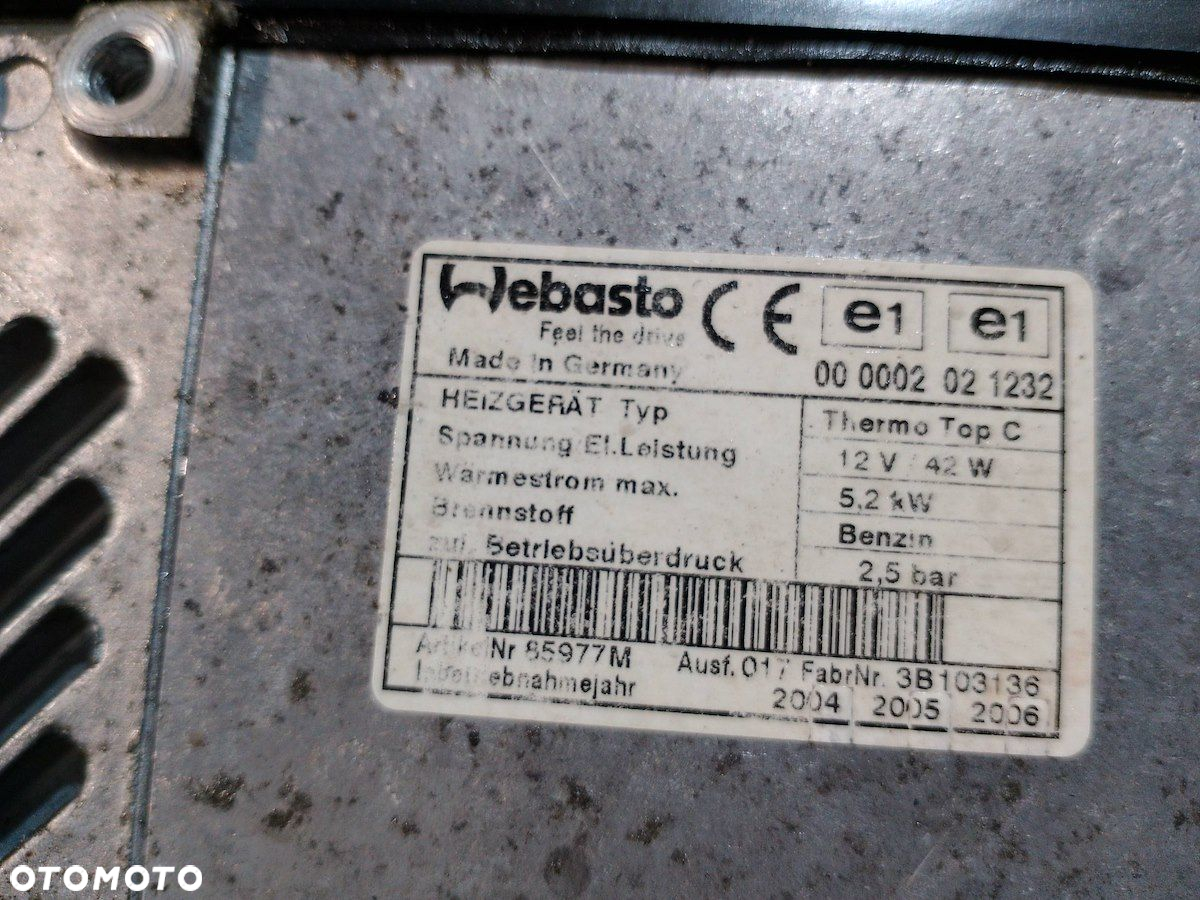 Webasto
Feel the drive
Made in Germany
CE e1 e1
00 0002 02 1232
HEIZGERÄT Typ Thermo Top C
Spannung/El.Leistung 12 V / 42 W
Wärmestrom max. 5,2 kW
Brennstoff Benzin
zul. Betriebsüberdruck 2,5 bar
ArtikelNr 65977M Ausf. 017 FabrNr. 3B103136
Inbetriebnahmejahr 2004 2005 2006
OTOMOTO